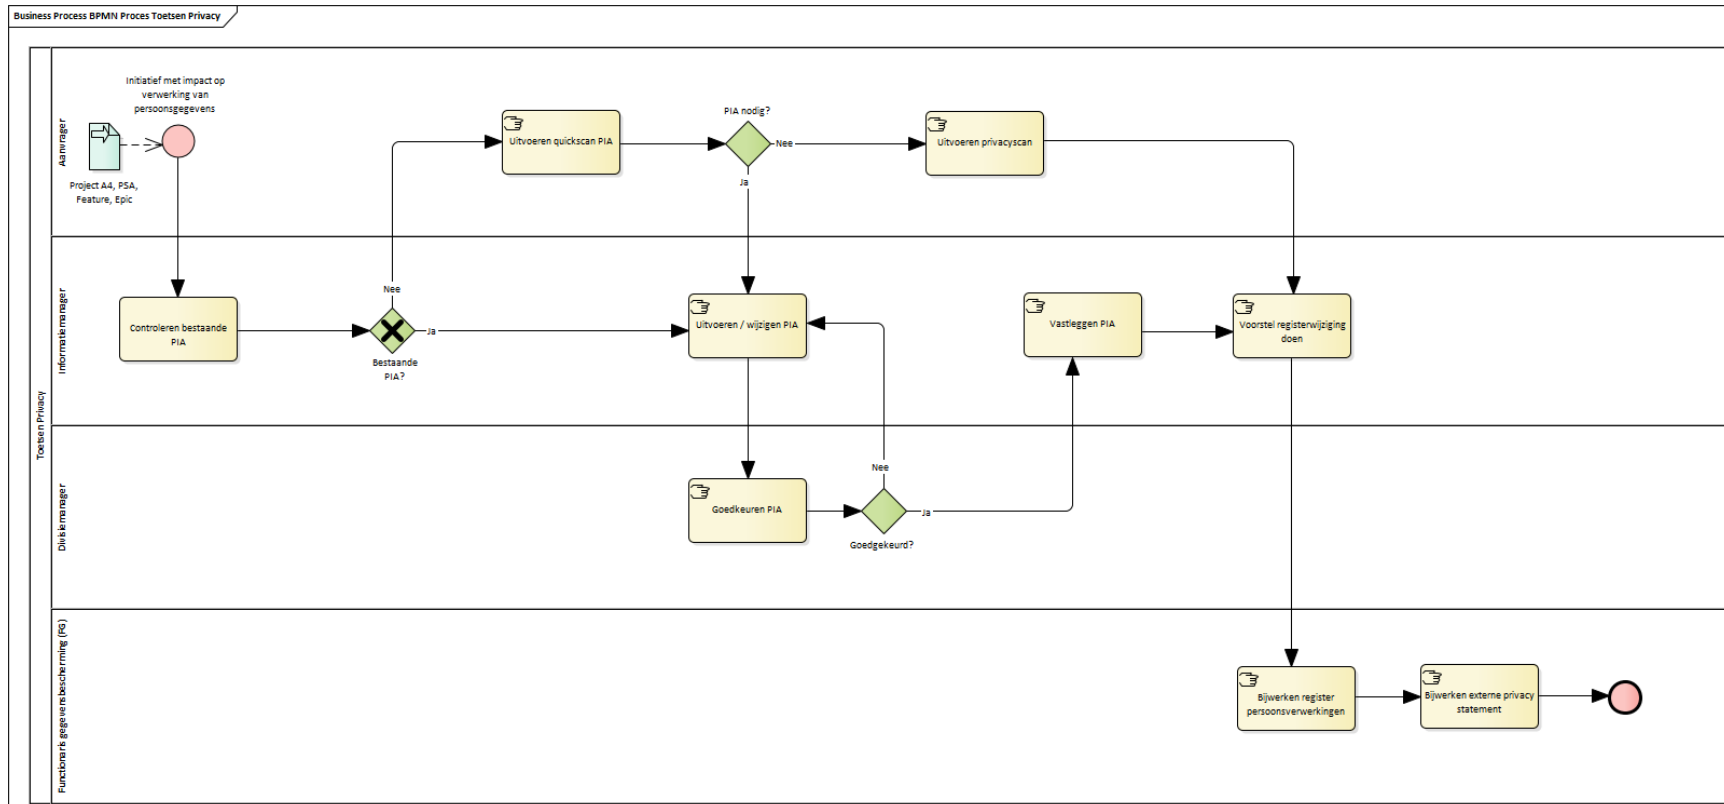 Business Process BPMN Proces Toetsen Privacy
Toetsen Privacy
Aanvrager
Initiatief met impact op
verwerking van
persoonsgegevens
Project A4, PSA,
Feature, Epic
Uitvoeren quickscan PIA
PIA nodig?
Nee
Ja
Uitvoeren privacyscan
Informatiemanager
Controleren bestaande
PIA
Nee
Ja
Bestaande
PIA?
Uitvoeren / wijzigen PIA
Vastleggen PIA
Voorstel registerwijziging
doen
Divisiemanager
Goedkeuren PIA
Nee
Ja
Goedgekeurd?
Functionaris gegevensbescherming (FG)
Bijwerken register
persoonsverwerkingen
Bijwerken externe privacy
statement